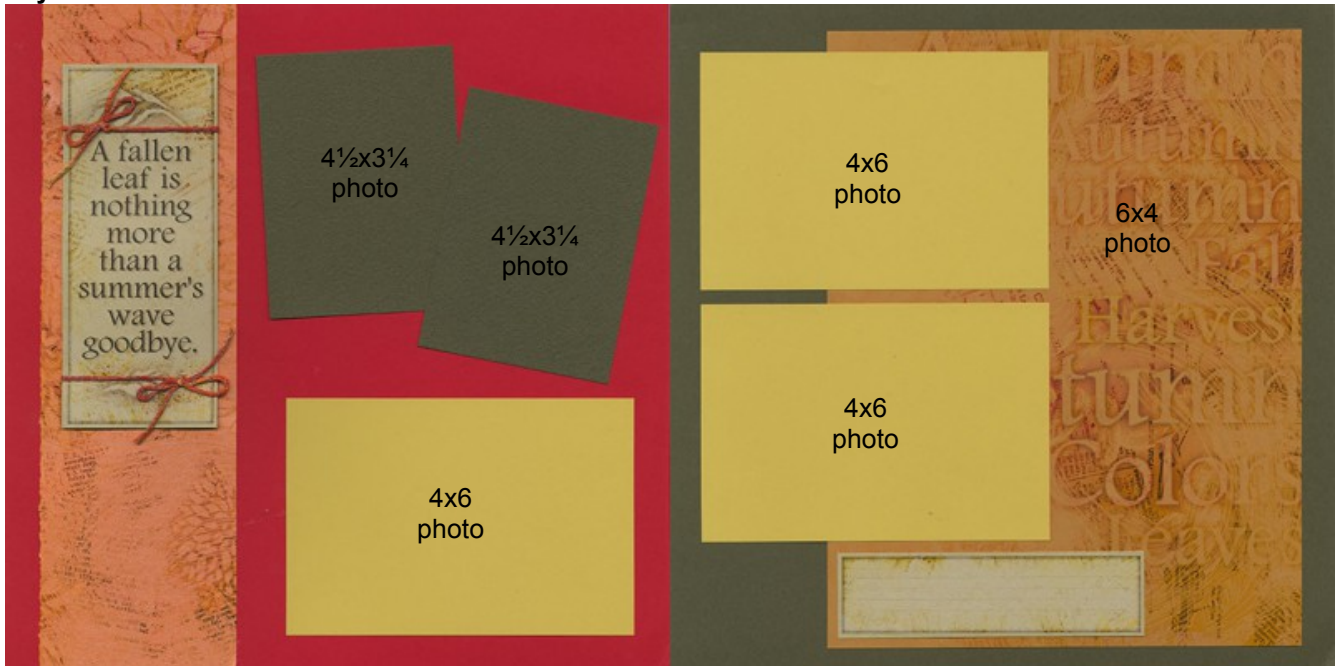 A fallen
leaf is
nothing
more
than a
summer's
wave
goodbye.
4½x3¼
photo
4½x3¼
photo
4x6
photo
4x6
photo
4x6
photo
6x4
photo
Autumn
Autumn
Fall
Harvest
Colors
Leaves